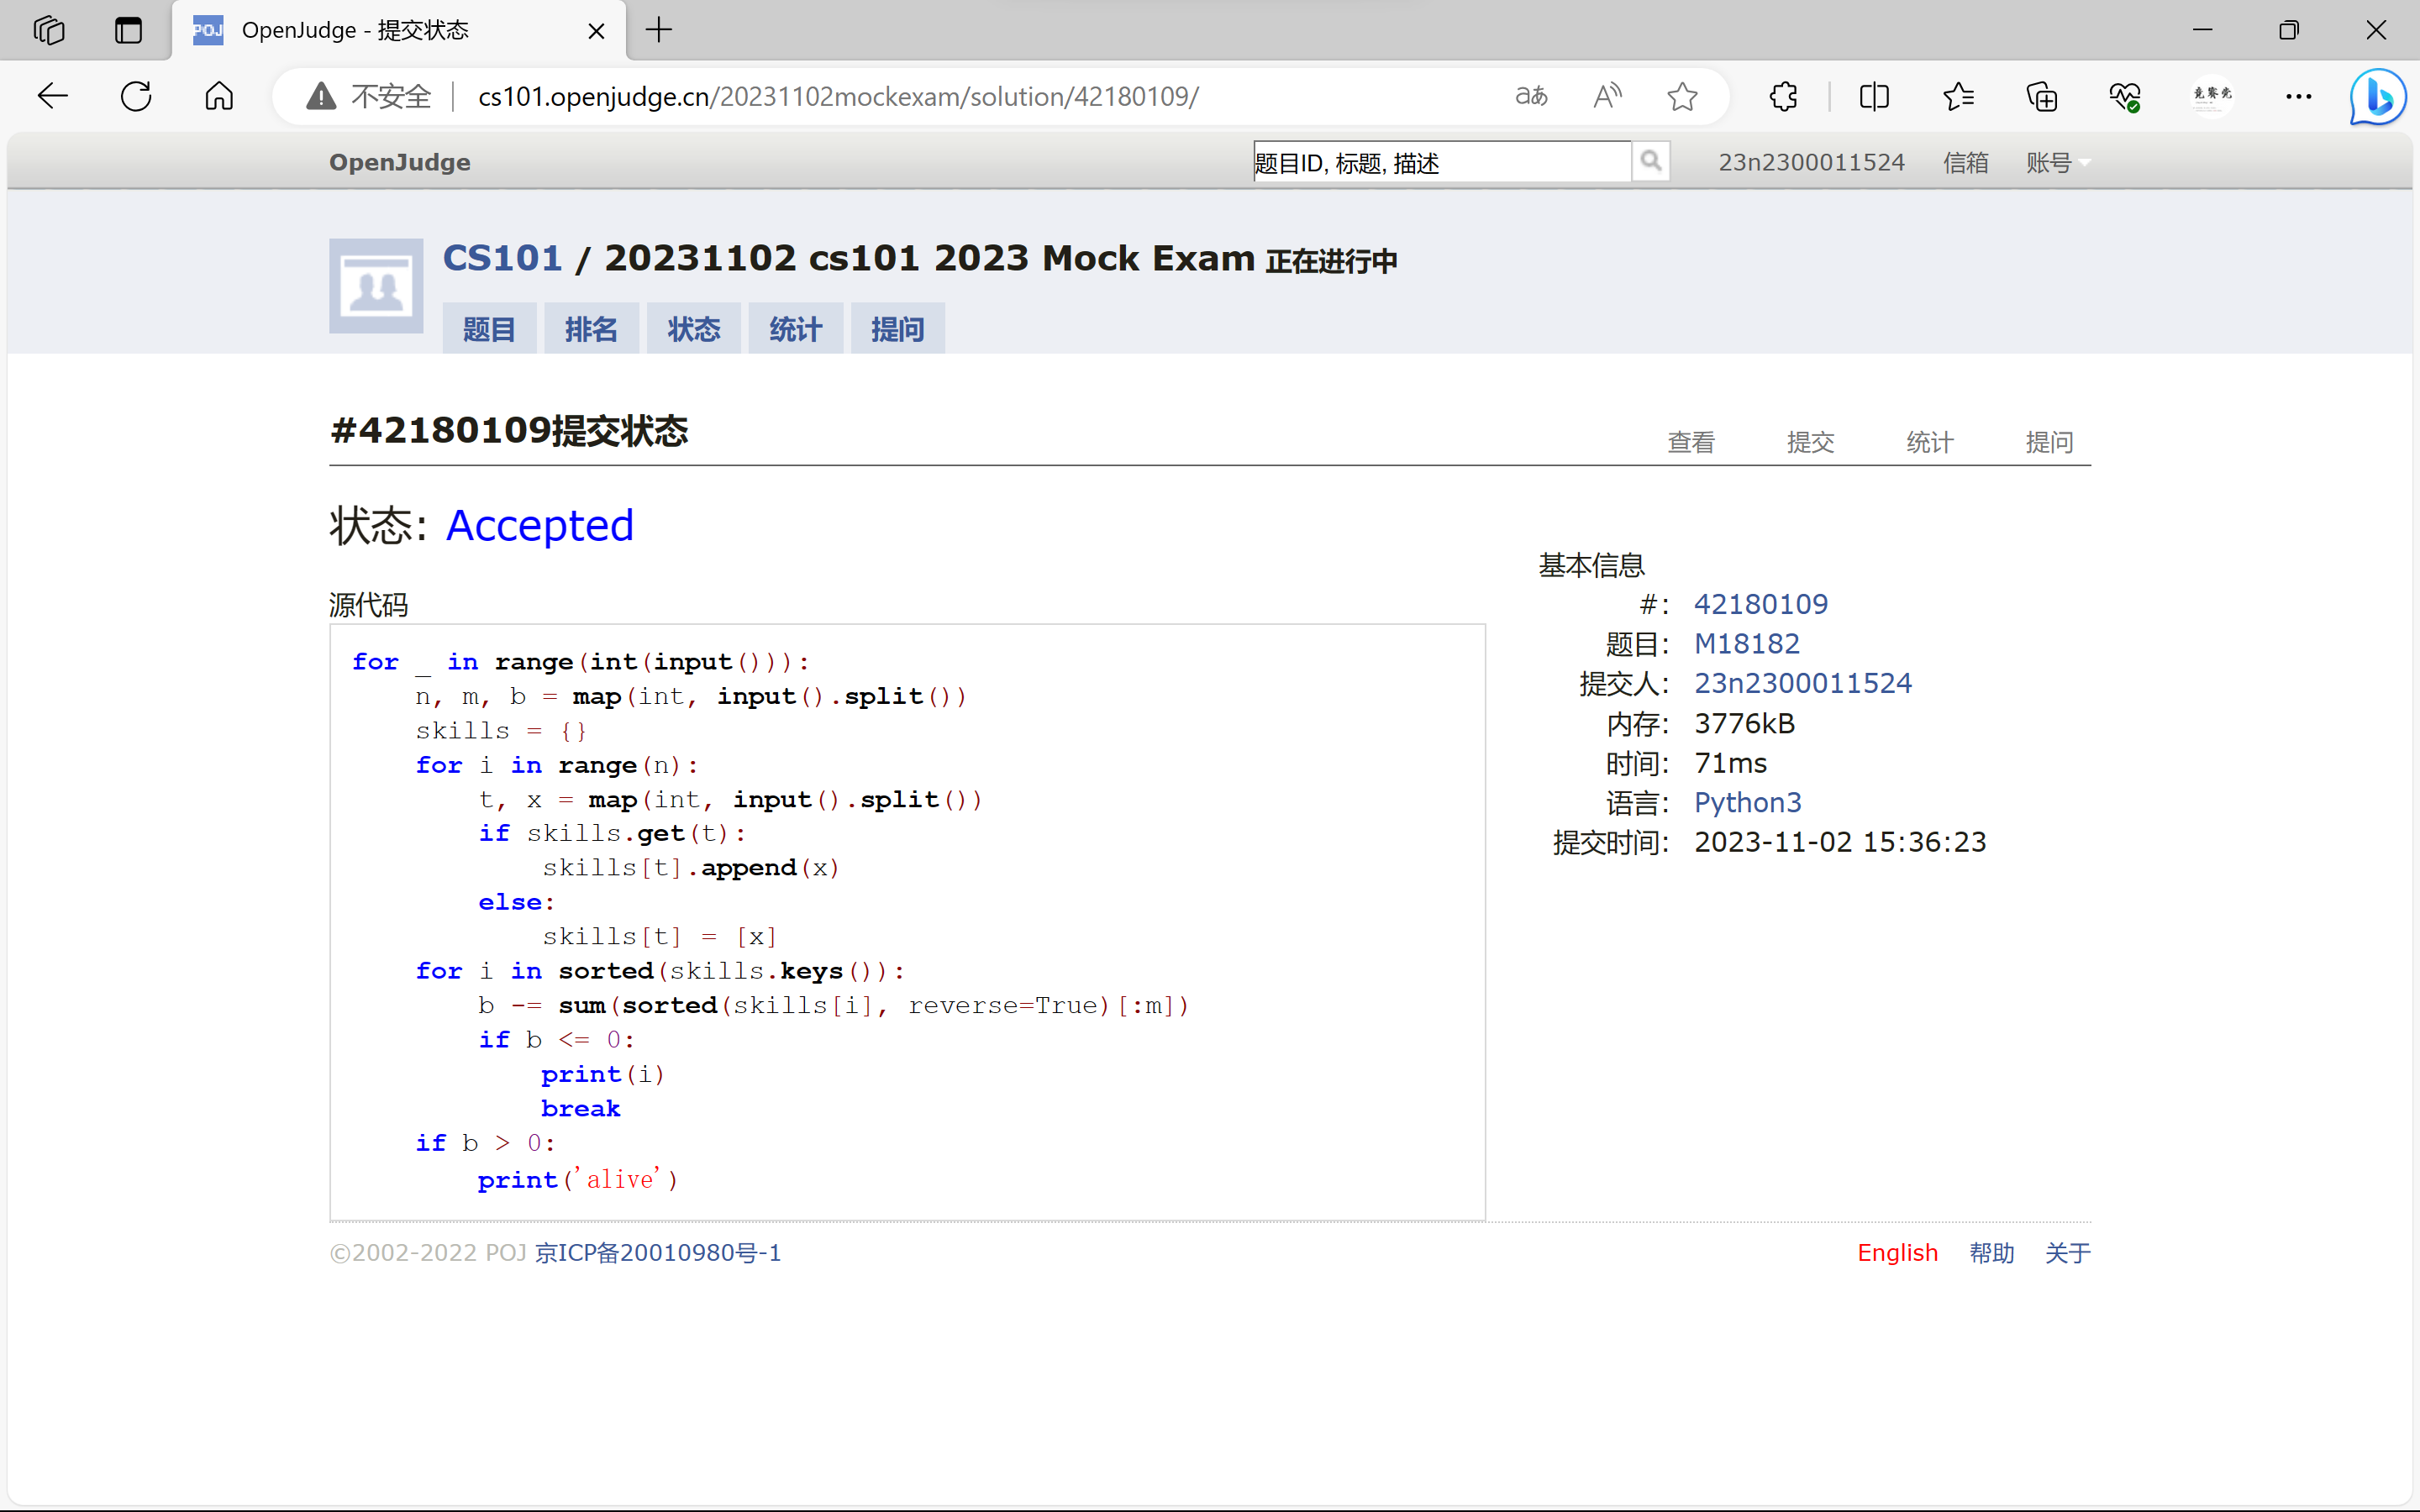 POJ OpenJudge - 提交状态
不安全 cs101.openjudge.cn/20231102mockexam/solution/42180109/
OpenJudge 题目ID, 标题, 描述 23n2300011524 信箱 账号
CS101 / 20231102 cs101 2023 Mock Exam 正在进行中
题目 排名 状态 统计 提问
#42180109提交状态 查看 提交 统计 提问
状态: Accepted
源代码
for _ in range(int(input())):
    n, m, b = map(int, input().split())
    skills = {}
    for i in range(n):
        t, x = map(int, input().split())
        if skills.get(t):
            skills[t].append(x)
        else:
            skills[t] = [x]
    for i in sorted(skills.keys()):
        b -= sum(sorted(skills[i], reverse=True)[:m])
        if b <= 0:
            print(i)
            break
    if b > 0:
        print('alive')
基本信息
#: 42180109
题目: M18182
提交人: 23n2300011524
内存: 3776kB
时间: 71ms
语言: Python3
提交时间: 2023-11-02 15:36:23
©2002-2022 POJ 京ICP备20010980号-1 English 帮助 关于